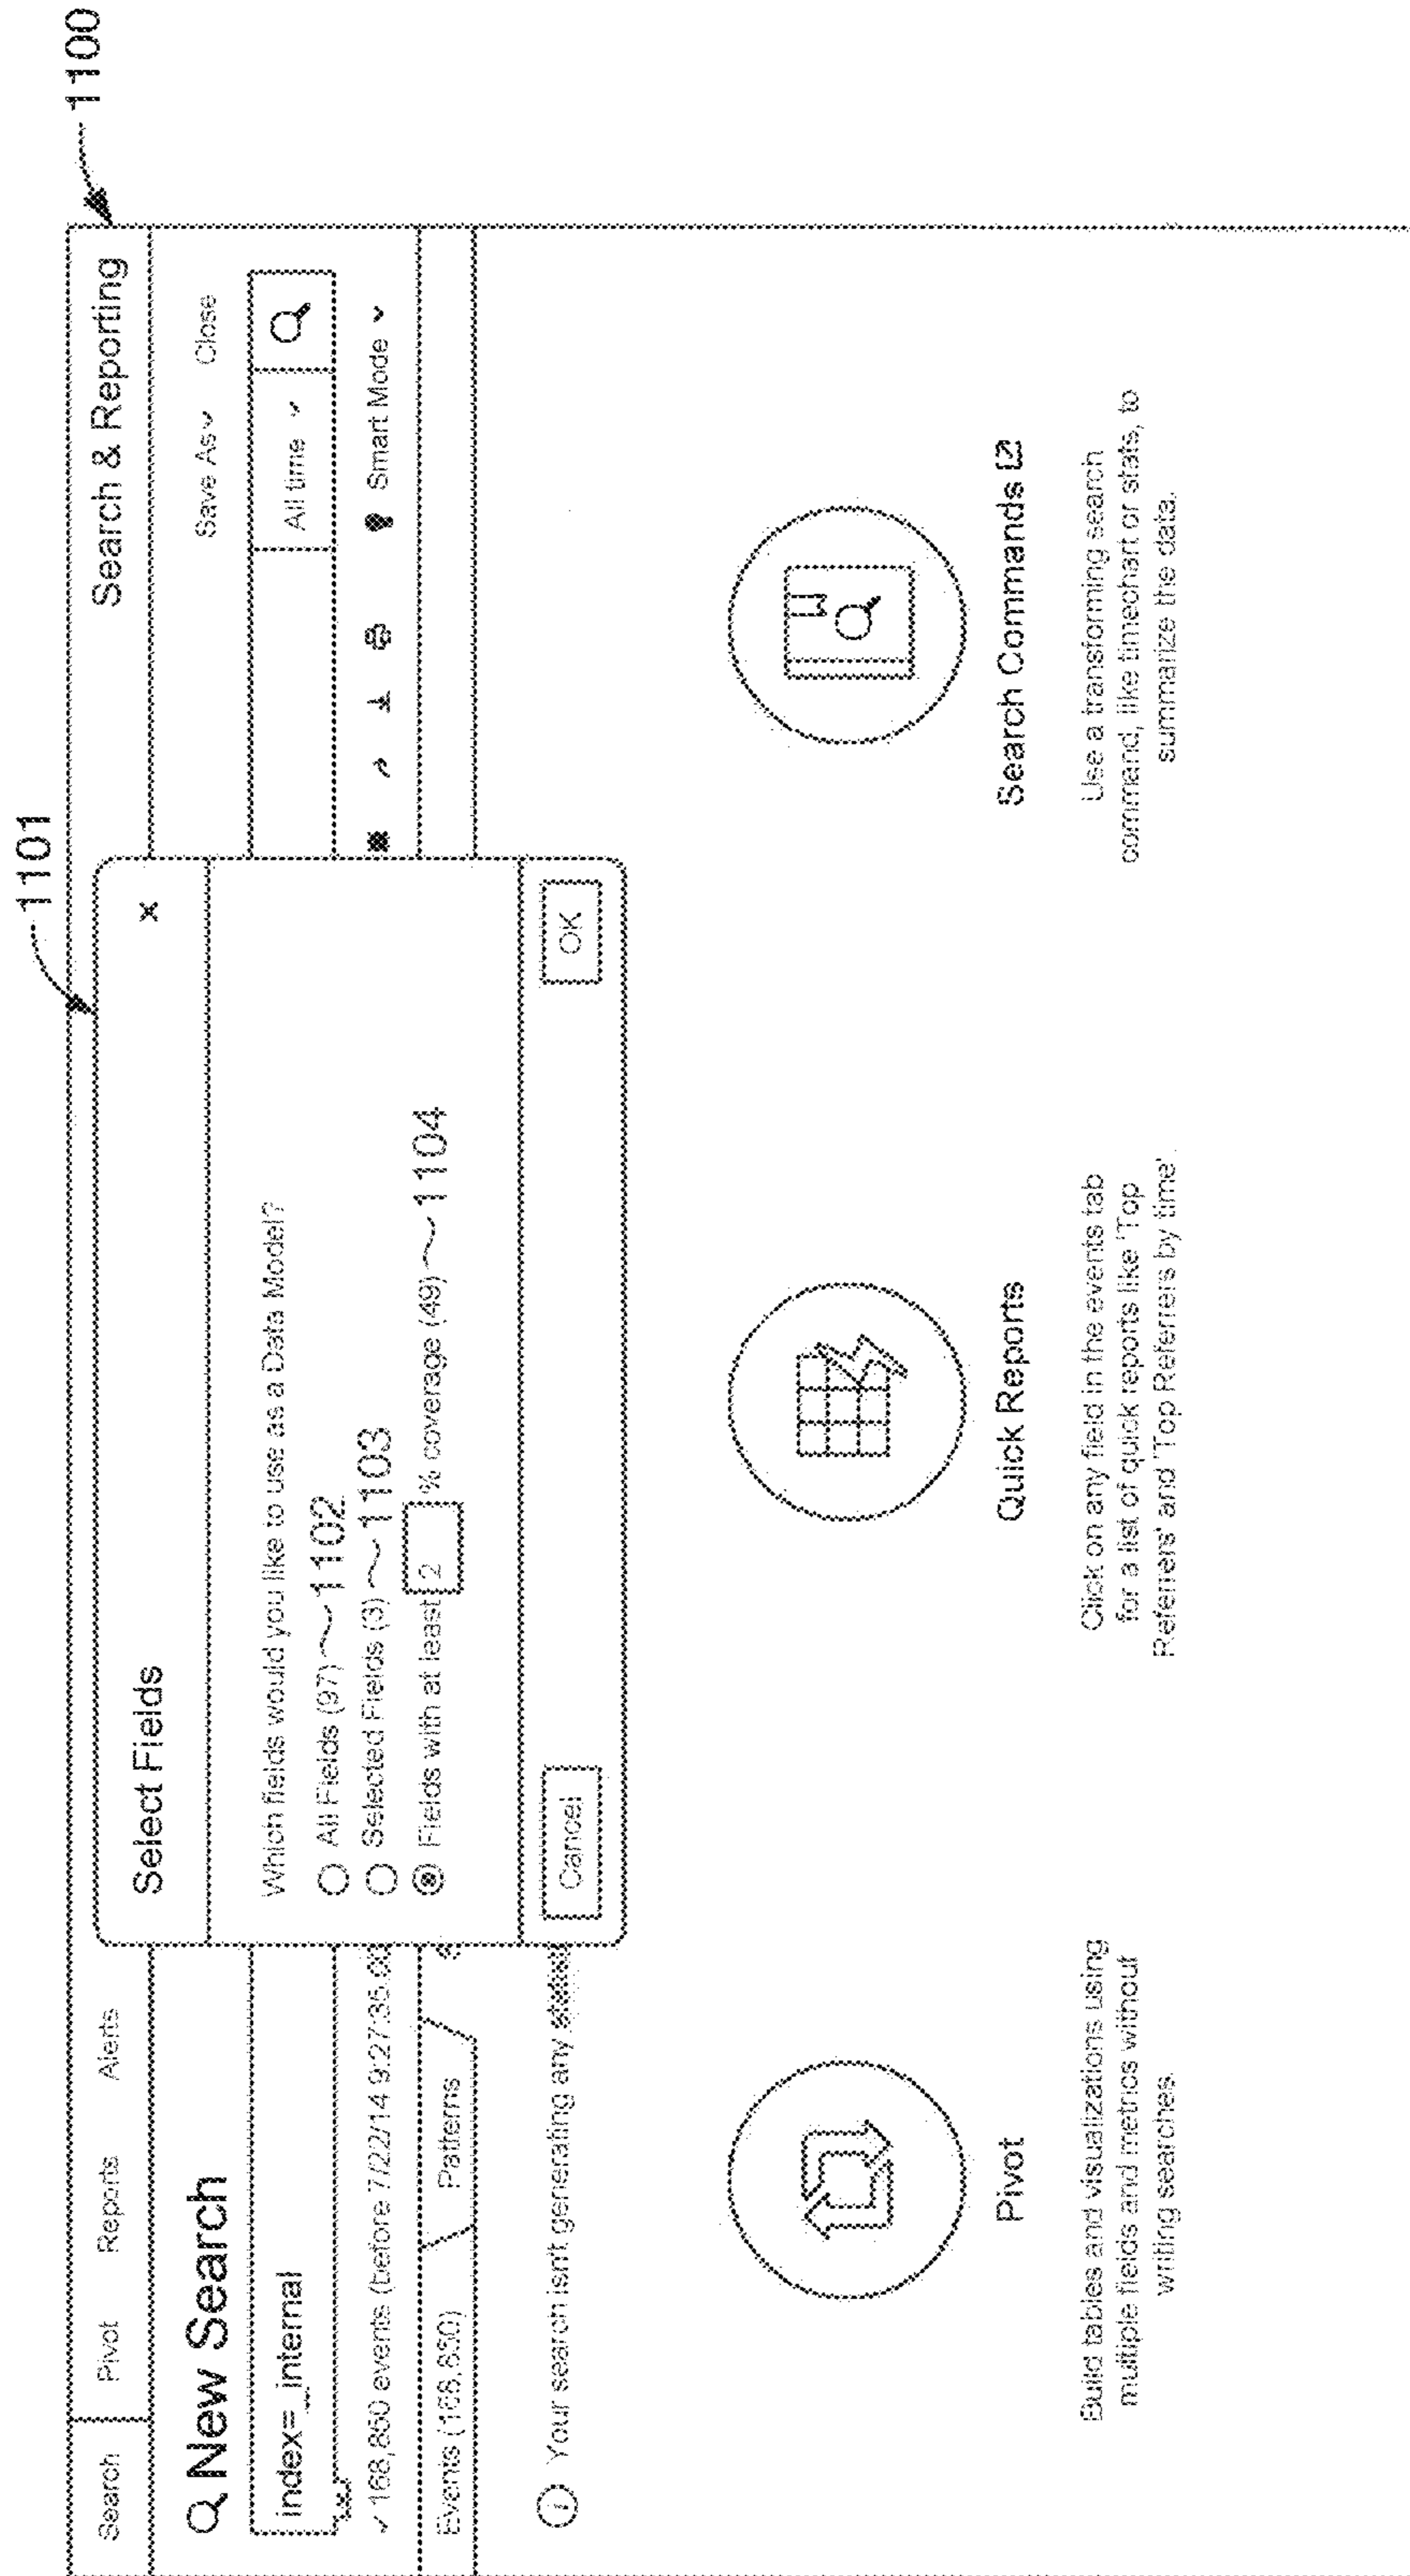 1100
1101
Search Pivot Reports Alerts Search & Reporting
New Search
Save As Close
index=_internal
All time
168,850 events (before 7/22/14 9:27:35.00
Smart Mode
Events (168,850) Patterns
Your search isn't generating any
Select Fields x
Which fields would you like to use as a Data Model?
All Fields (97) 1102
Selected Fields (3) 1103
Fields with at least 2 % coverage (49) 1104
Cancel OK
Pivot
Build tables and visualizations using
multiple fields and metrics without
writing searches.
Quick Reports
Click on any field in the events tab
for a list of quick reports like 'Top
Referrers' and 'Top Referrers by time'.
Search Commands
Use a transforming search
command, like timechart or stats, to
summarize the data.